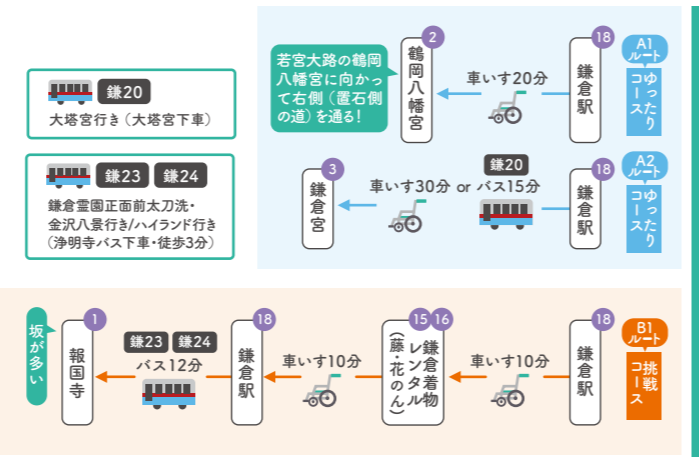 鎌20
大塔宮行き（大塔宮下車）
鎌23
鎌24
鎌倉霊園正面前太刀洗・
金沢八景行き/ハイランド行き
（浄明寺バス下車・徒歩3分）
A1
ルート
ゆったり
コース
18
鎌倉駅
車いす20分
2
鶴岡八幡宮
若宮大路の鶴岡
八幡宮に向かっ
て右側（置石側
の道）を通る!
A2
ルート
ゆったり
コース
18
鎌倉駅
鎌20
車いす30分 or バス15分
3
鎌倉宮
B1
ルート
挑戦
コース
18
鎌倉駅
車いす10分
15 16
鎌倉着物
レンタル
（藤・花のん）
車いす10分
18
鎌倉駅
鎌23
鎌24
バス12分
1
報国寺
坂が多い